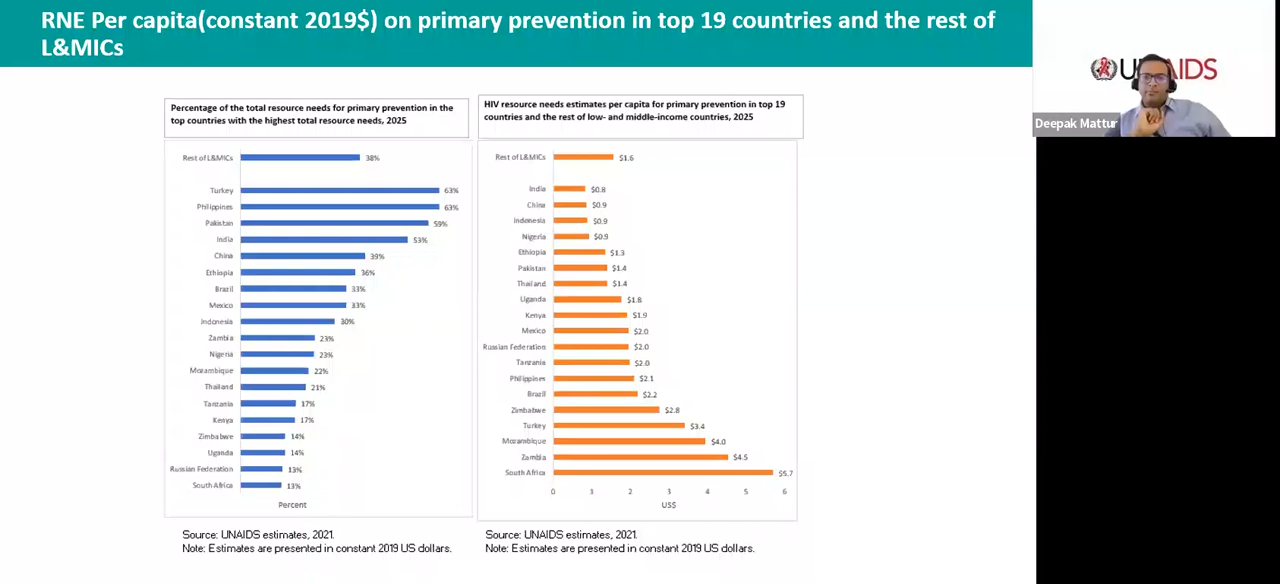 RNE Per capita(constant 2019$) on primary prevention in top 19 countries and the rest of
L&MICs
Percentage of the total resource needs for primary prevention in the
top countries with the highest total resource needs, 2025
Rest of L&MICs 38%
Turkey 63%
Philippines 63%
Pakistan 59%
India 53%
China 39%
Ethiopia 36%
Brazil 33%
Mexico 33%
Indonesia 30%
Zambia 23%
Nigeria 23%
Mozambique 22%
Thailand 21%
Tanzania 17%
Kenya 17%
Zimbabwe 14%
Uganda 14%
Russian Federation 13%
South Africa 13%
Percent
Source: UNAIDS estimates, 2021.
Note: Estimates are presented in constant 2019 US dollars.
HIV resource needs estimates per capita for primary prevention in top 19
countries and the rest of low- and middle-income countries, 2025
Rest of L&MICs $1.6
India $0.8
China $0.9
Indonesia $0.9
Nigeria $0.9
Ethiopia $1.3
Pakistan $1.4
Thailand $1.4
Uganda $1.8
Kenya $1.9
Mexico $2.0
Russian Federation $2.0
Tanzania $2.0
Philippines $2.1
Brazil $2.2
Zimbabwe $2.8
Turkey $3.4
Mozambique $4.0
Zambia $4.5
South Africa $5.7
0 1 2 3 4 5 6
US$
Source: UNAIDS estimates, 2021.
Note: Estimates are presented in constant 2019 US dollars.
Deepak Mattur